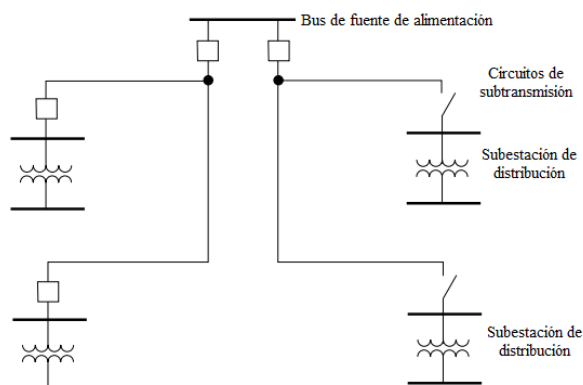 Bus de fuente de alimentación
Circuitos de
subtransmisión
Subestación de
distribución
Subestación de
distribución